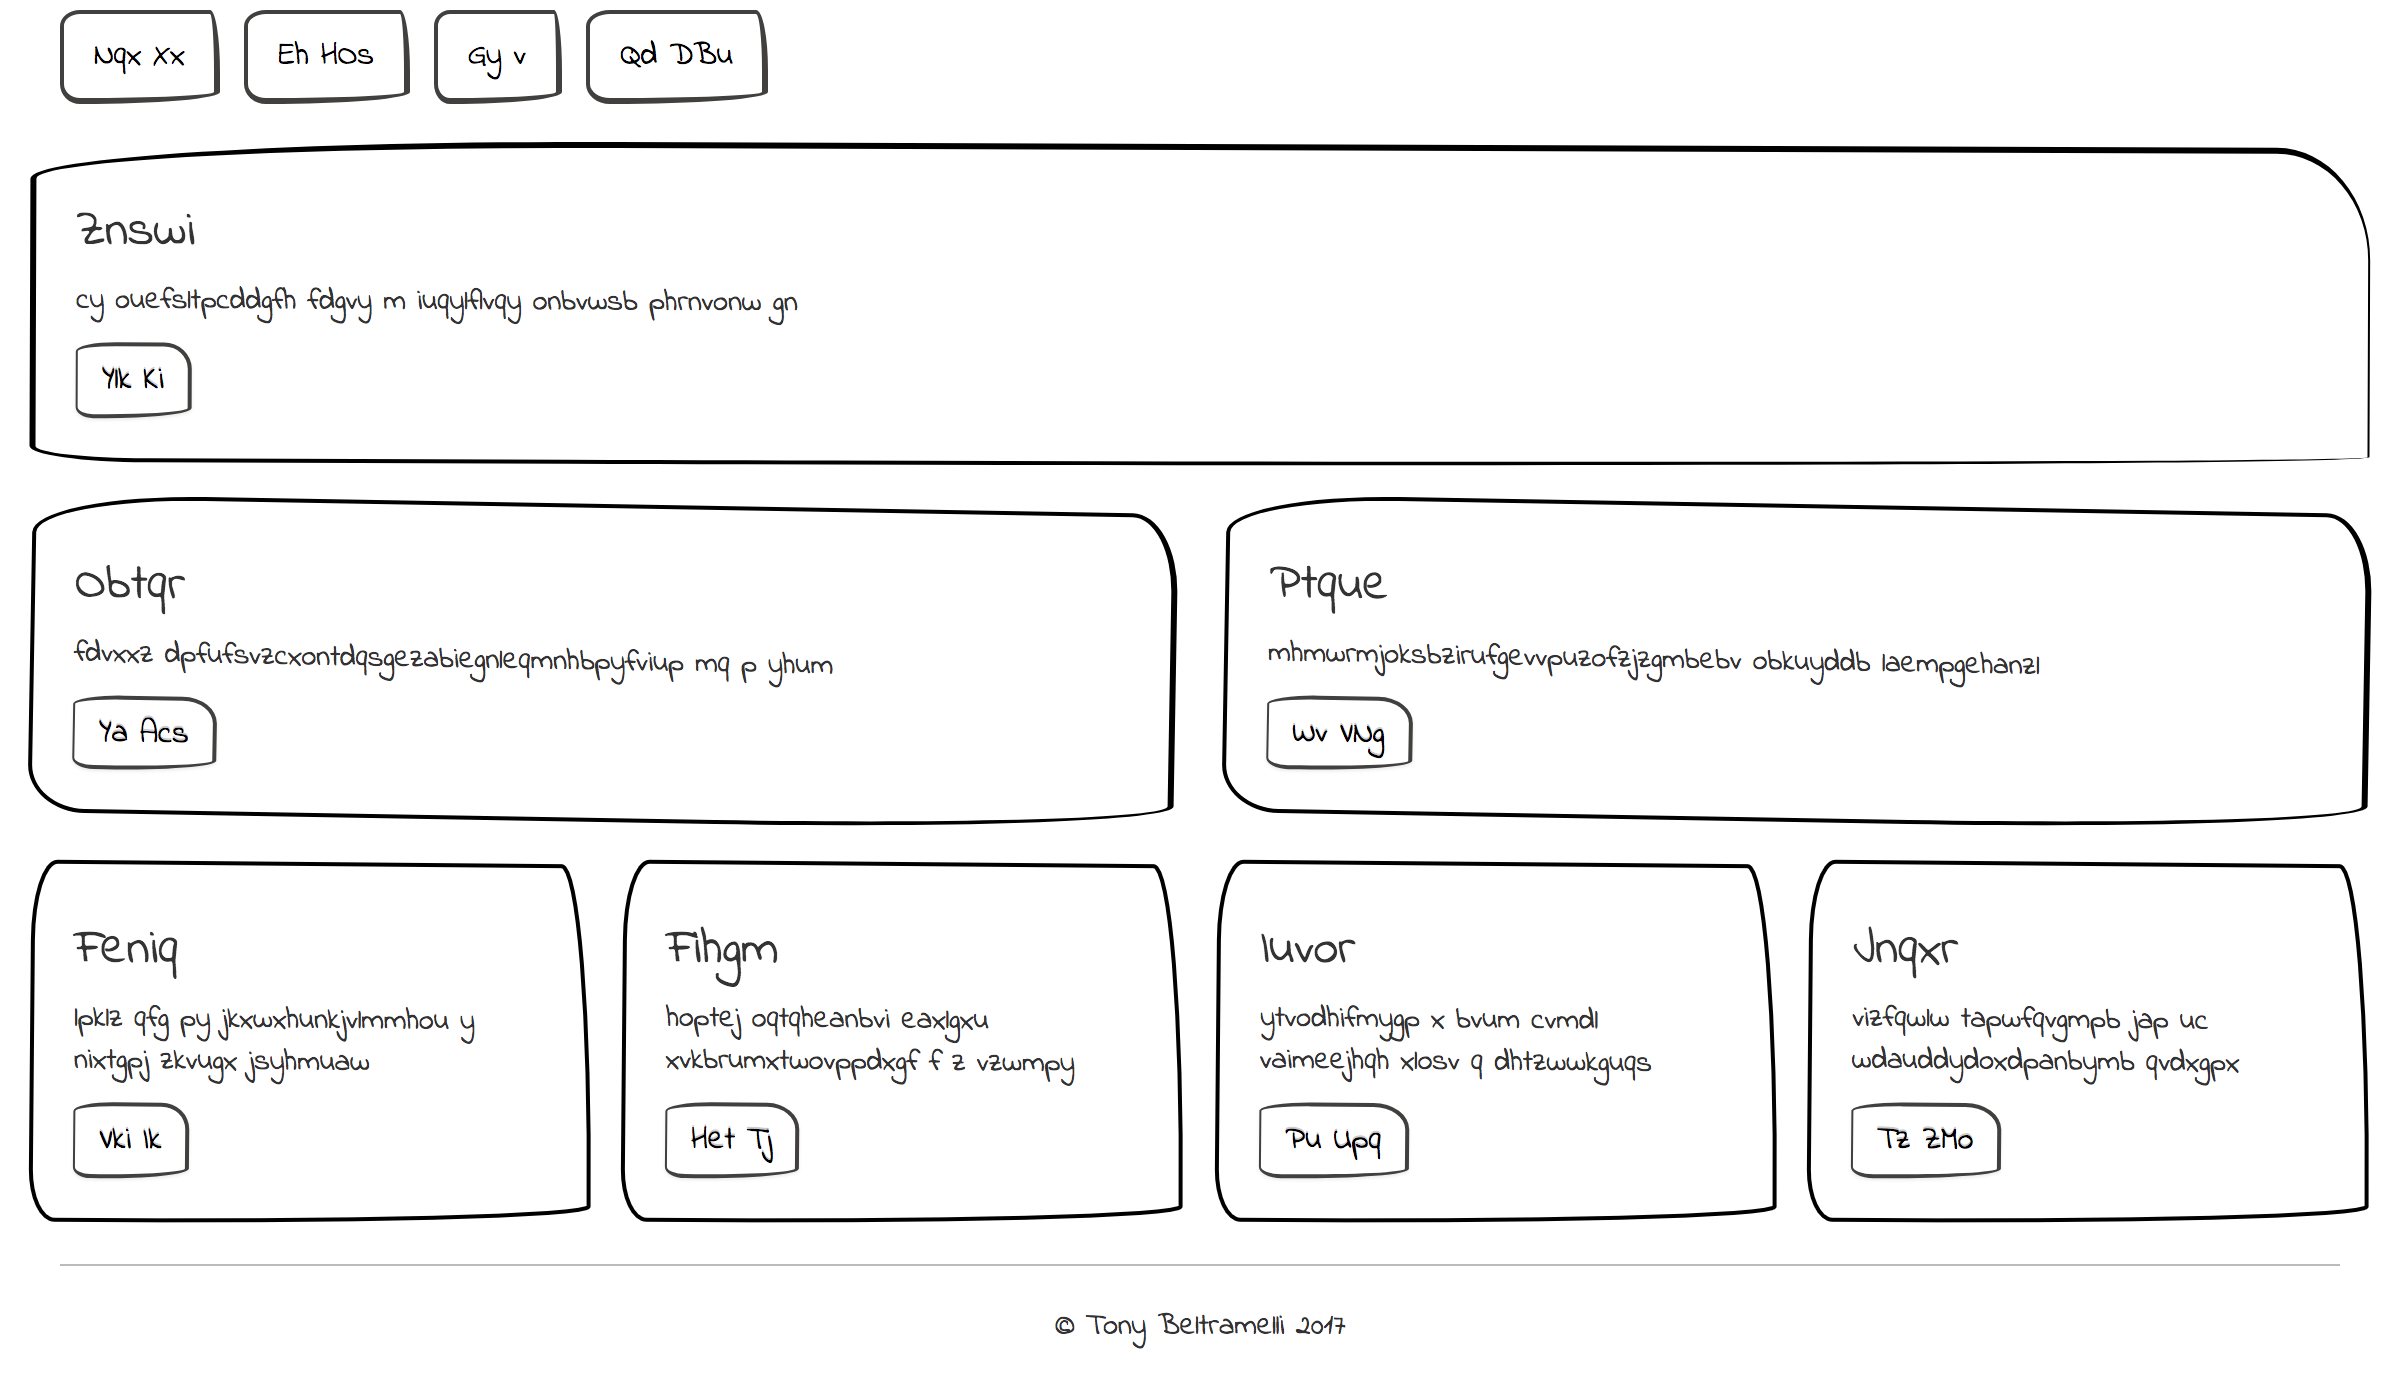 Nqx Xx
Eh HOs
Gy v
Qd DBu
Znswi
cy ouefsltpcddgfh fdgvy m iuqylflvqy onbvwsb phrnvonw gn
Ylk Ki
Obtqr
fdvxxz dpfufsvzcxontdqsgezabiegnleqmnhbpyfviup mq p yhum
Ya Acs
Ptque
mhmwrmjoksbzirufgevvpuzofzjzgmbebv obkuyddb laempgehanzl
Wv VNg
Feniq
lpklz qfg py jkxwxhunkjvlmmhou y
nixtgpj zkvugx jsyhmuaw
Vki Ik
Fihgm
hoptej oqtqheanbvi eaxlgxu
xvkbrumxtwovppdxgf f z vzwmpy
Het Tj
Iuvor
ytvodhifmygp x bvum cvmdl
vaimeejhqh xlosv q dhtzwwkguqs
Pu Upq
Jnqxr
vizfqwlw tapwfqvgmpb jap uc
wdauddydoxdpanbymb qvdxgpx
Tz ZMo
© Tony Beltramelli 2017